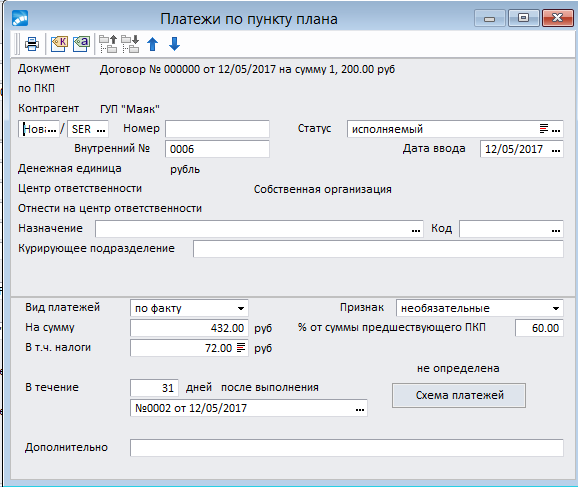 Платежи по пункту плана
Документ Договор № 000000 от 12/05/2017 на сумму 1, 200.00 руб
по ПКП
Контрагент ГУП "Маяк"
Нов... / SER ... Номер Статус исполняемый ...
Внутренний № 0006 Дата ввода 12/05/2017 ...
Денежная единица рубль
Центр ответственности Собственная организация
Отнести на центр ответственности
Назначение ... Код ...
Курирующее подразделение
Вид платежей по факту Признак необязательные
На сумму 432.00 руб % от суммы предшествующего ПКП 60.00
В т.ч. налоги 72.00 руб
не определена
В течение 31 дней после выполнения Схема платежей
№0002 от 12/05/2017 ...
Дополнительно